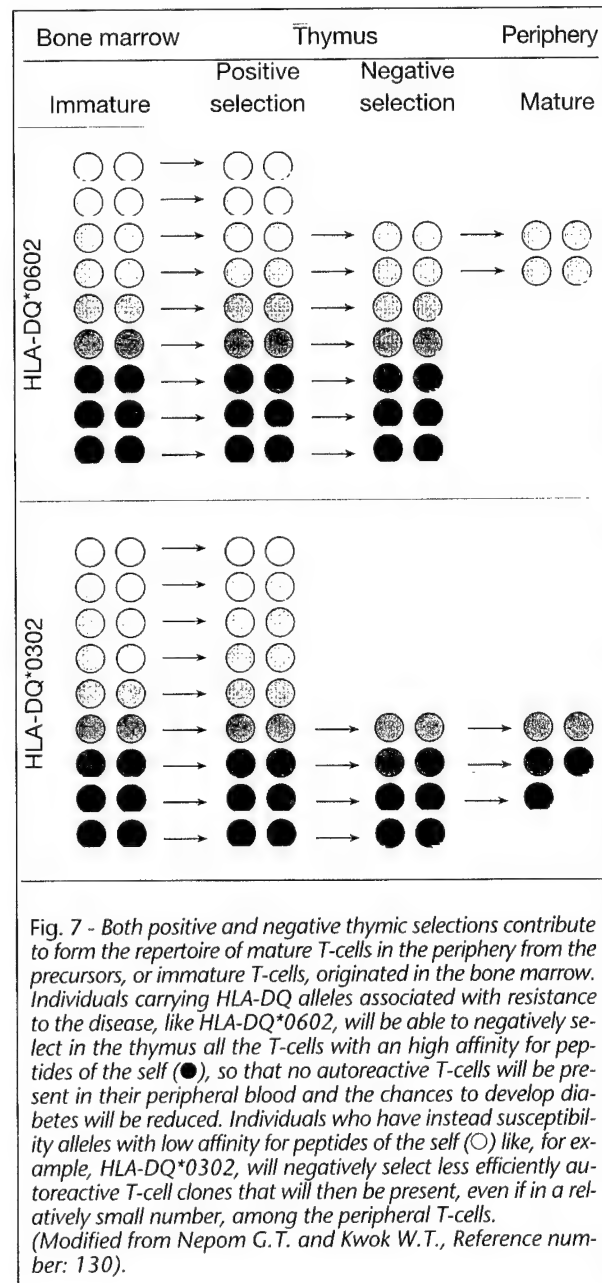 Bone marrow Thymus Periphery
Positive Negative
Immature selection selection Mature
HLA-DQ*0602
HLA-DQ*0302
Fig. 7 - Both positive and negative thymic selections contribute
to form the repertoire of mature T-cells in the periphery from the
precursors, or immature T-cells, originated in the bone marrow.
Individuals carrying HLA-DQ alleles associated with resistance
to the disease, like HLA-DQ*0602, will be able to negatively se-
lect in the thymus all the T-cells with an high affinity for pep-
tides of the self (●), so that no autoreactive T-cells will be pre-
sent in their peripheral blood and the chances to develop dia-
betes will be reduced. Individuals who have instead susceptibil-
ity alleles with low affinity for peptides of the self (○) like, for ex-
ample, HLA-DQ*0302, will negatively select less efficiently au-
toreactive T-cell clones that will then be present, even if in a rel-
atively small number, among the peripheral T-cells.
(Modified from Nepom G.T. and Kwok W.T., Reference num-
ber: 130).